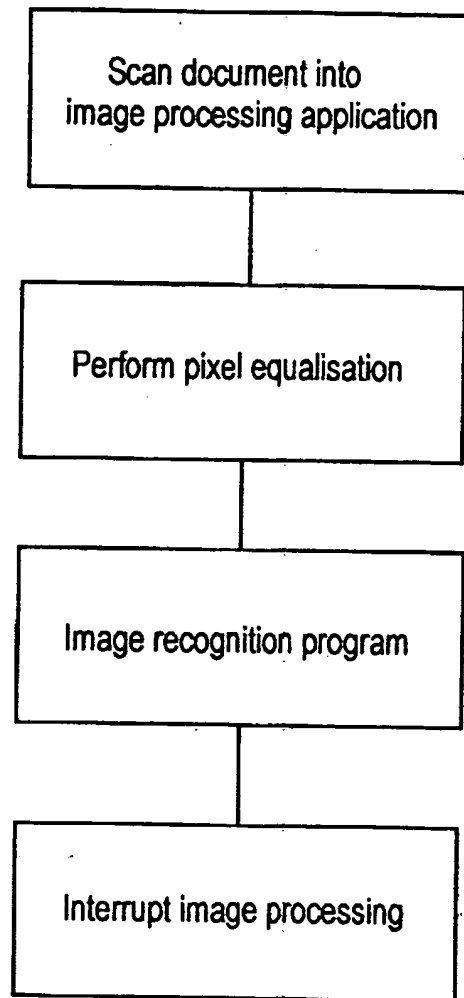 Scan document into
image processing application
Perform pixel equalisation
Image recognition program
Interrupt image processing